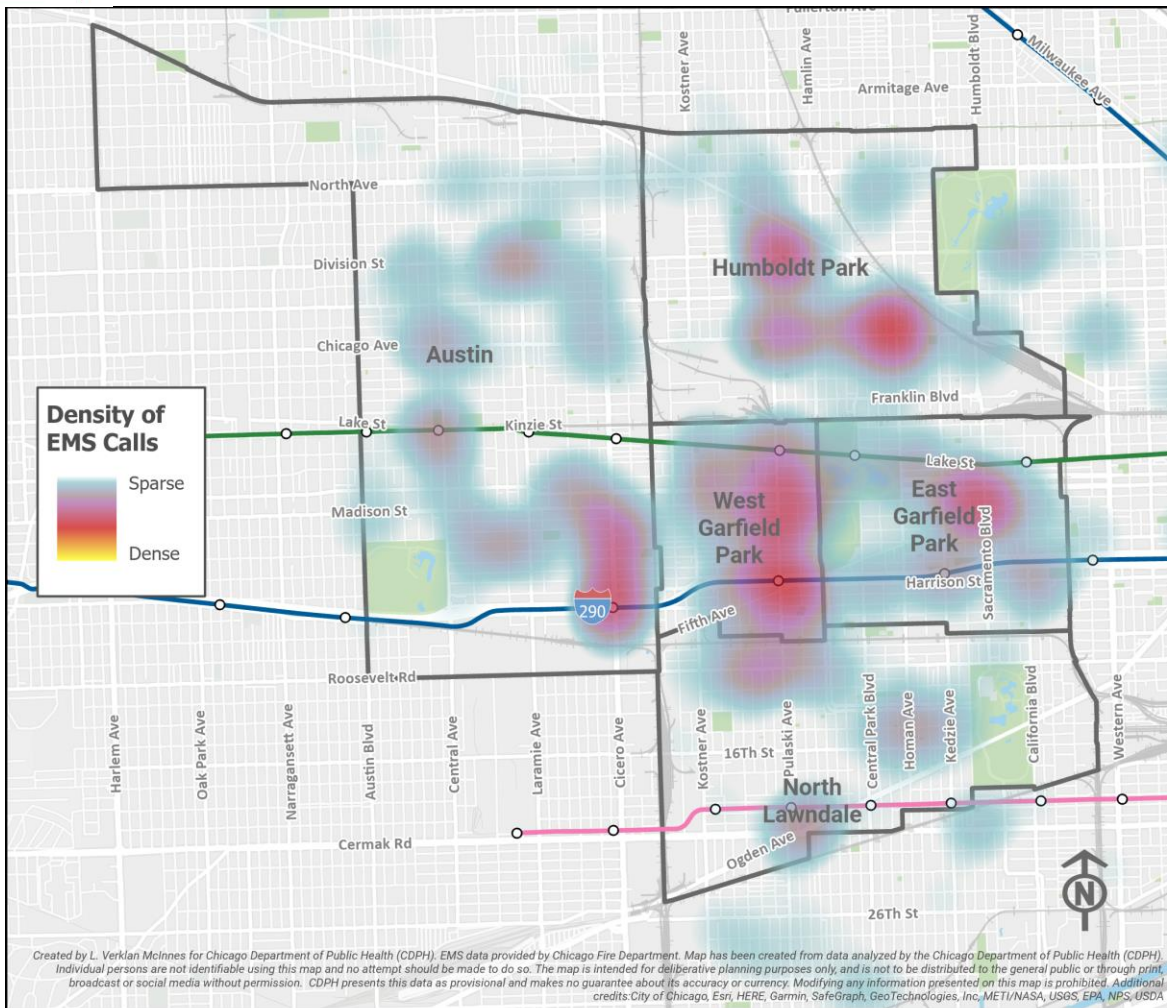 Fullerton Ave
Milwaukee Ave
Kostner Ave
Hamlin Ave
Humboldt Blvd
Armitage Ave
North Ave
Division St
Humboldt Park
Chicago Ave
Austin
Franklin Blvd
Density of
EMS Calls
Sparse
Dense
Lake St
Kinzie St
Lake St
Madison St
West
Garfield
Park
East
Garfield
Park
Sacramento Blvd
Harrison St
290
Fifth Ave
Roosevelt Rd
Harlem Ave
Oak Park Ave
Narragansett Ave
Austin Blvd
Central Ave
Laramie Ave
Cicero Ave
Kostner Ave
Pulaski Ave
Central Park Blvd
Homan Ave
Kedzie Ave
California Blvd
Western Ave
16Th St
North
Lawndale
Cermak Rd
Ogden Ave
26Th St
N
Created by L. Verklan McInnes for Chicago Department of Public Health (CDPH). EMS data provided by Chicago Fire Department. Map has been created from data analyzed by the Chicago Department of Public Health (CDPH).
Individual persons are not identifiable using this map and no attempt should be made to do so. The map is intended for deliberative planning purposes only, and is not to be distributed to the general public or through print,
broadcast or social media without permission. CDPH presents this data as provisional and makes no guarantee about its accuracy or currency. Modifying any information presented on this map is prohibited. Additional
credits:City of Chicago, Esri, HERE, Garmin, SafeGraph, GeoTechnologies, Inc, METI/NASA, USGS, EPA, NPS, USDA